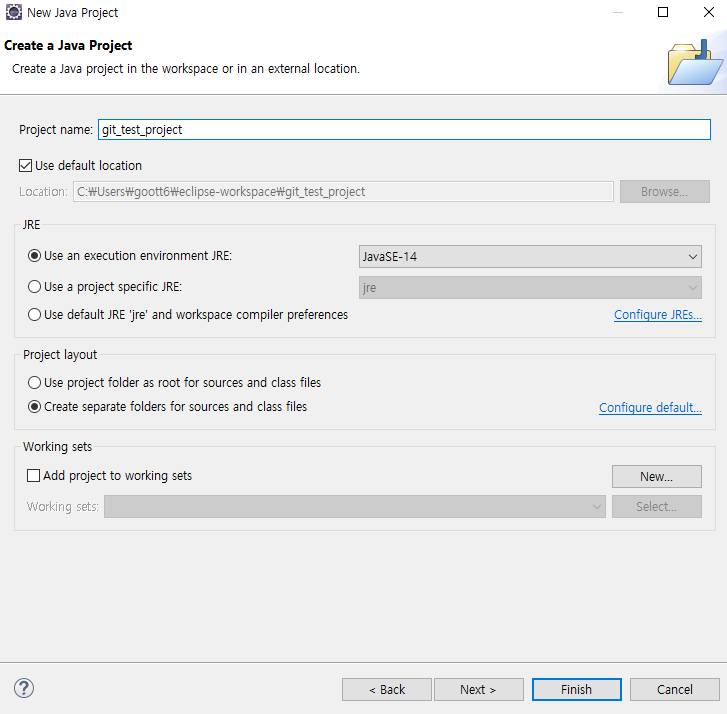 New Java Project
Create a Java Project
Create a Java project in the workspace or in an external location.
Project name: git_test_project
Use default location
Location: C:₩Users₩goott6₩eclipse-workspace₩git_test_project Browse...
JRE
Use an execution environment JRE: JavaSE-14
Use a project specific JRE: jre
Use default JRE 'jre' and workspace compiler preferences Configure JREs...
Project layout
Use project folder as root for sources and class files
Create separate folders for sources and class files Configure default...
Working sets
Add project to working sets New...
Working sets: Select...
? < Back Next > Finish Cancel